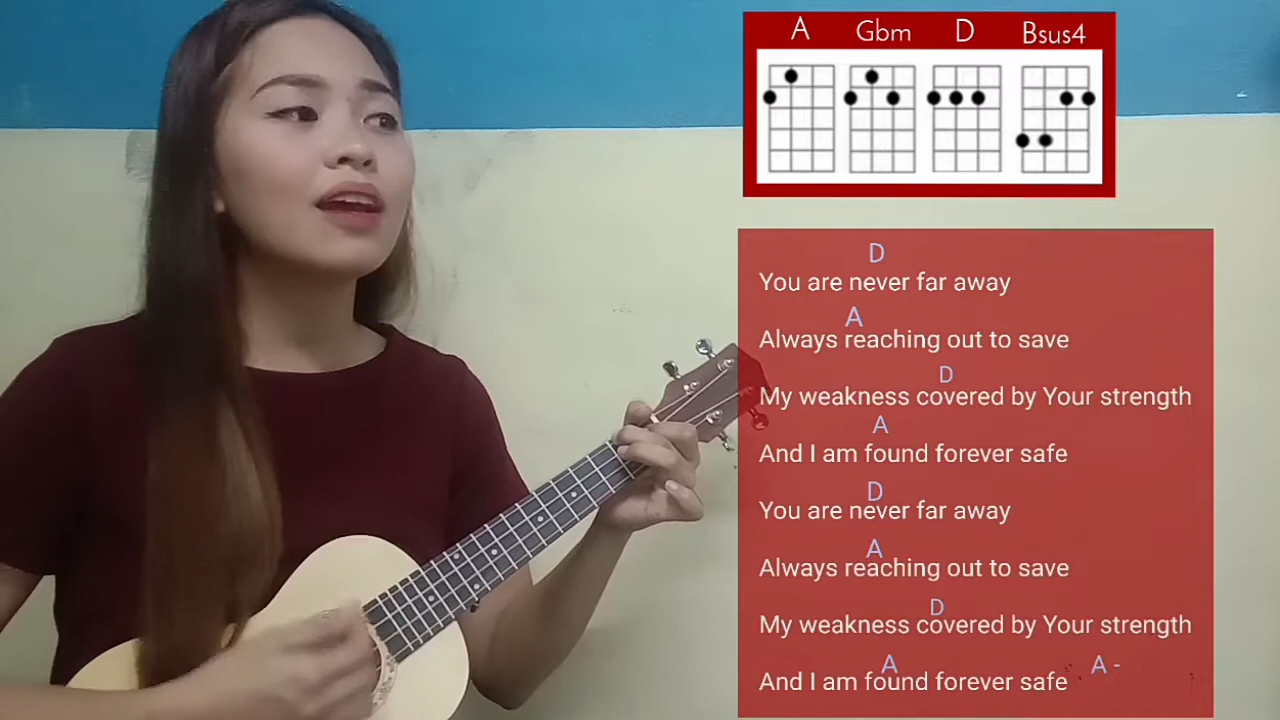 A Gbm D Bsus4
D
You are never far away
A
Always reaching out to save
D
My weakness covered by Your strength
A
And I am found forever safe
D
You are never far away
A
Always reaching out to save
D
My weakness covered by Your strength
A A -
And I am found forever safe